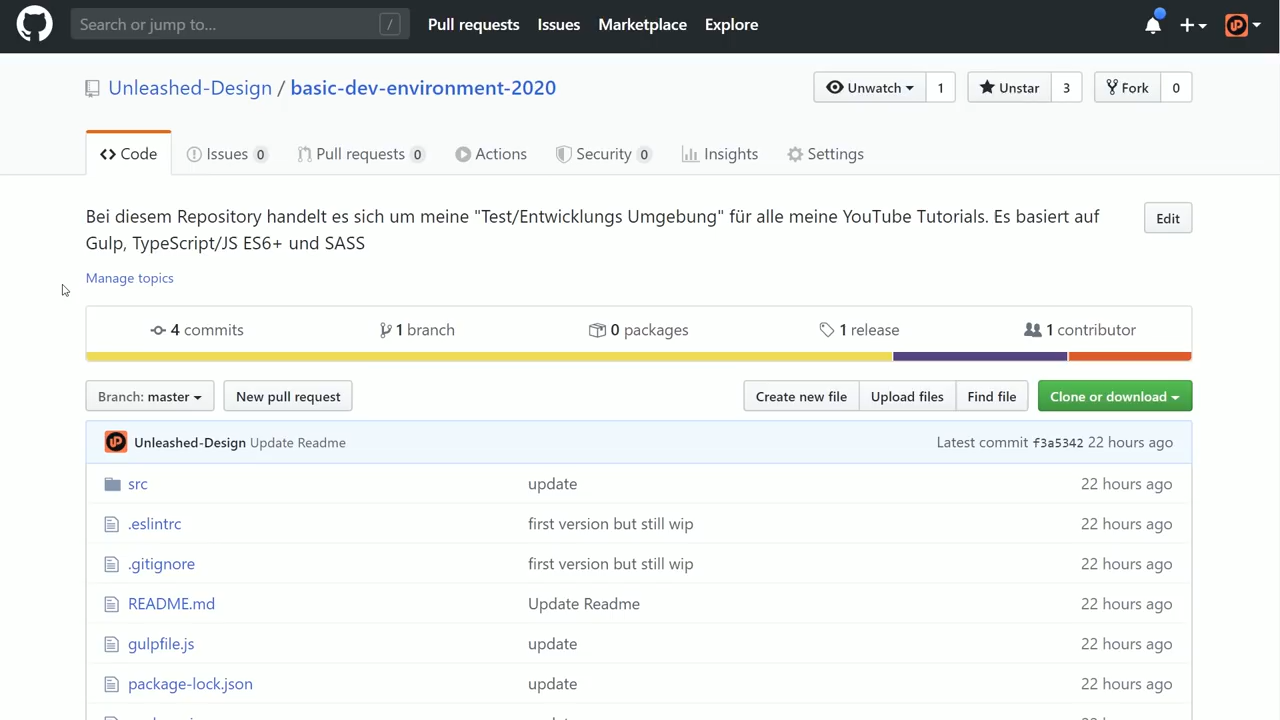 Search or jump to... /
Pull requests Issues Marketplace Explore
Unleashed-Design / basic-dev-environment-2020
Unwatch 1 Unstar 3 Fork 0
Code Issues 0 Pull requests 0 Actions Security 0 Insights Settings
Bei diesem Repository handelt es sich um meine "Test/Entwicklungs Umgebung" für alle meine YouTube Tutorials. Es basiert auf
Gulp, TypeScript/JS ES6+ und SASS
Edit
Manage topics
4 commits 1 branch 0 packages 1 release 1 contributor
Branch: master New pull request Create new file Upload files Find file Clone or download
Unleashed-Design Update Readme Latest commit f3a5342 22 hours ago
src update 22 hours ago
.eslintrc first version but still wip 22 hours ago
.gitignore first version but still wip 22 hours ago
README.md Update Readme 22 hours ago
gulpfile.js update 22 hours ago
package-lock.json update 22 hours ago